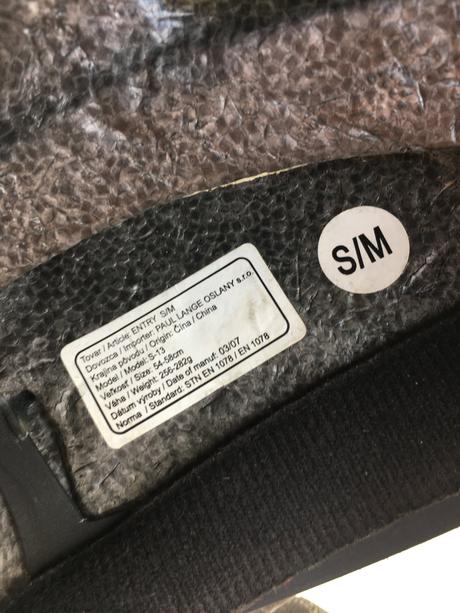 Tovar / Article: ENTRY S/M
Dovozca / Importer: PAUL LANGE OSLANY s.r.o.
Krajina pôvodu / Origin: Čína / China
Model / Model: S-13
Veľkosť / Size: 54-58cm
Váha / Weight: 256-282g
Dátum výroby / Date of manuf: 03/07
Norma / Standard: STN EN 1078 / EN 1078
S/M